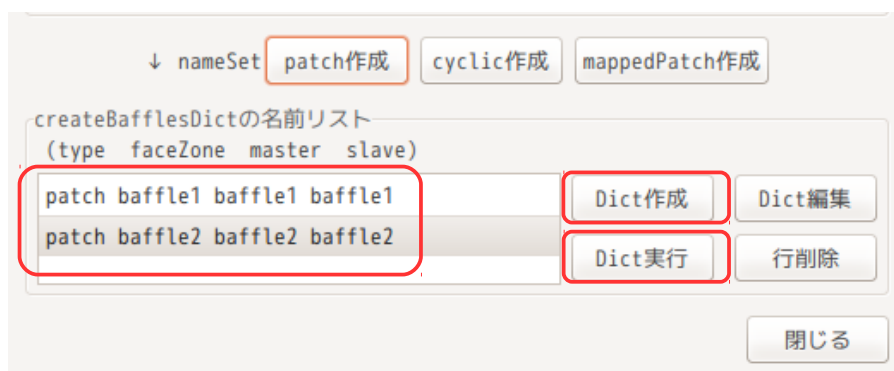 ↓ nameSet patch作成 cyclic作成 mappedPatch作成
createBafflesDictの名前リスト
(type faceZone master slave)
patch baffle1 baffle1 baffle1 Dict作成 Dict編集
patch baffle2 baffle2 baffle2
Dict実行 行削除
閉じる